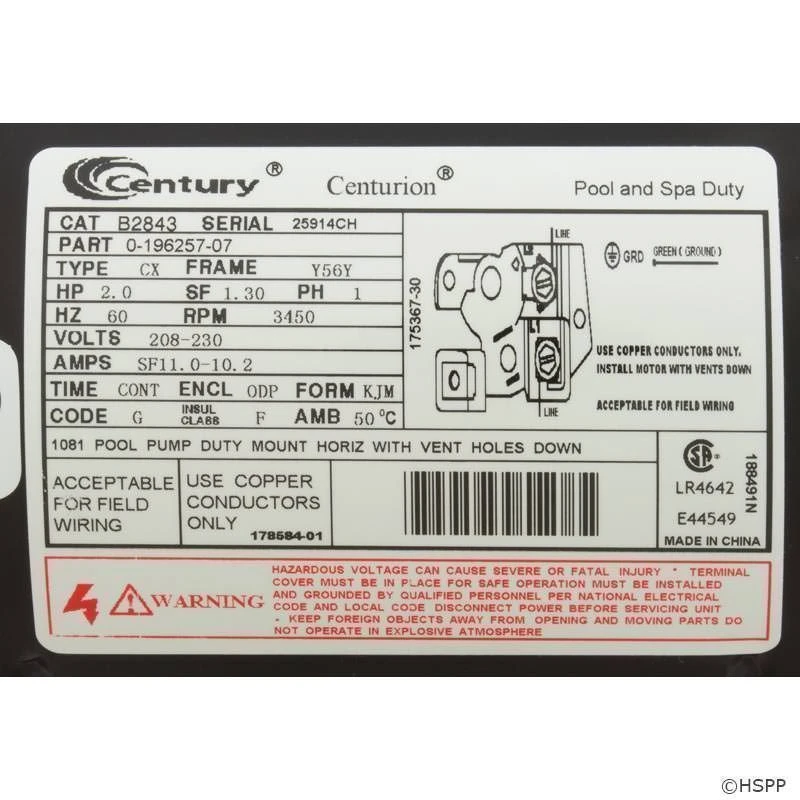 Century® Centurion® Pool and Spa Duty
CAT B2843 SERIAL 25914CH
PART 0-196257-07
TYPE CX FRAME Y56Y
HP 2.0 SF 1.30 PH 1
HZ 60 RPM 3450
VOLTS 208-230
AMPS SF11.0-10.2
TIME CONT ENCL ODP FORM KJM
CODE G INSUL CLASS F AMB 50°C
175367-30
LINE
L2
L1
LINE
GRD GREEN (GROUND)
USE COPPER CONDUCTORS ONLY.
INSTALL MOTOR WITH VENTS DOWN
ACCEPTABLE FOR FIELD WIRING
1081 POOL PUMP DUTY MOUNT HORIZ WITH VENT HOLES DOWN
ACCEPTABLE
FOR FIELD
WIRING
USE COPPER
CONDUCTORS
ONLY
178584-01
SA
LR4642
E44549
188491N
MADE IN CHINA
WARNING
HAZARDOUS VOLTAGE CAN CAUSE SEVERE OR FATAL INJURY * TERMINAL
COVER MUST BE IN PLACE FOR SAFE OPERATION MUST BE INSTALLED
AND GROUNDED BY QUALIFIED PERSONNEL PER NATIONAL ELECTRICAL
CODE AND LOCAL CODE DISCONNECT POWER BEFORE SERVICING UNIT
- KEEP FOREIGN OBJECTS AWAY FROM OPENING AND MOVING PARTS DO
NOT OPERATE IN EXPLOSIVE ATMOSPHERE
©HSPP